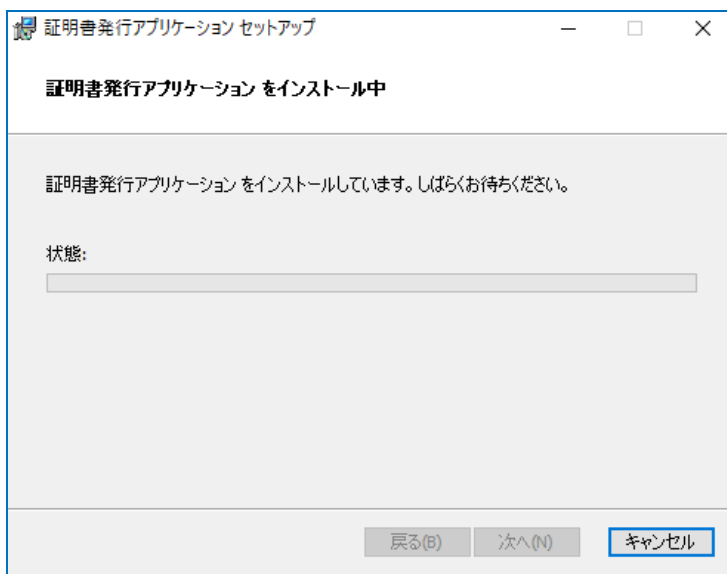 証明書発行アプリケーション セットアップ
証明書発行アプリケーション をインストール中
証明書発行アプリケーション をインストールしています。しばらくお待ちください。
状態:
戻る(B) 次へ(N) キャンセル